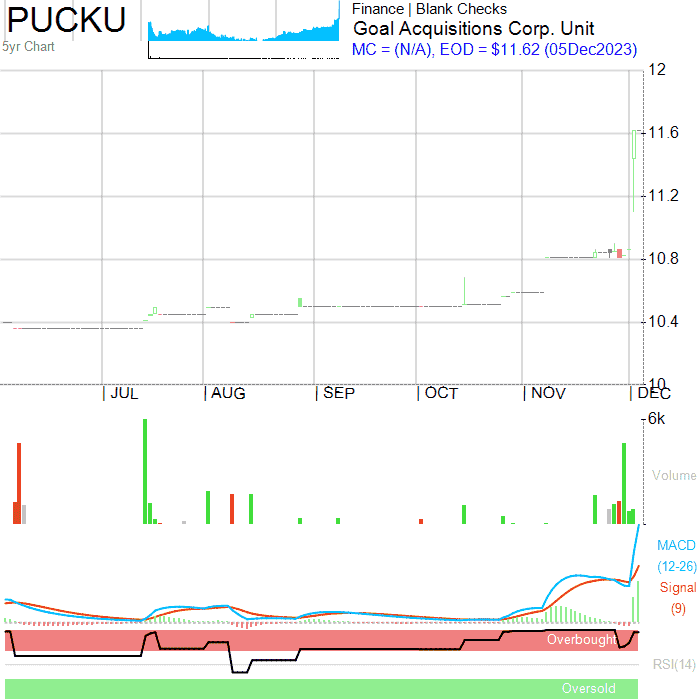 PUCKU
5yr Chart
Finance | Blank Checks
Goal Acquisitions Corp. Unit
MC = (N/A), EOD = $11.62 (05Dec2023)
12
11.6
11.2
10.8
10.4
10
| JUL | AUG | SEP | OCT | NOV | DEC
6k
Volume
MACD
(12-26)
Signal
(9)
Overbought
RSI(14)
Oversold